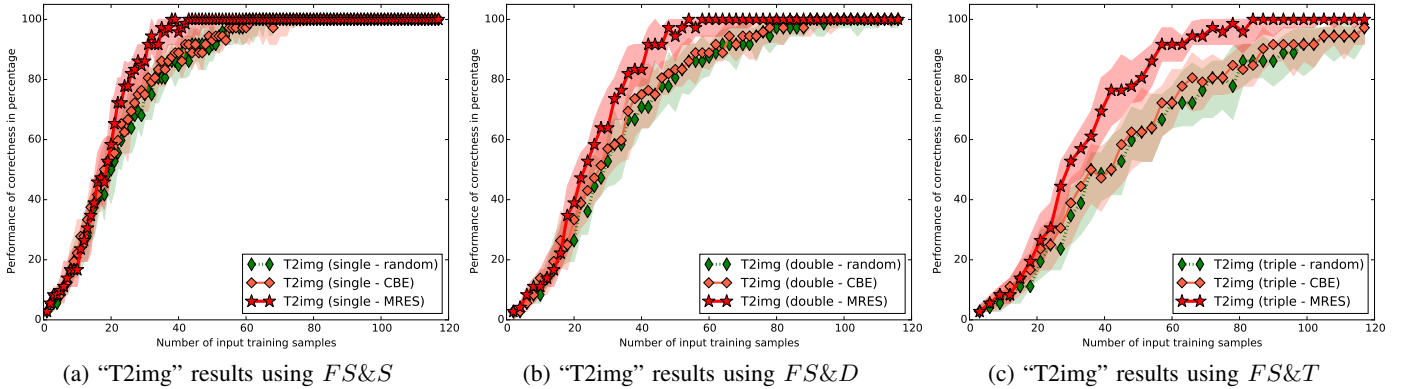 Performance of correctness in percentage
100
80
60
40
20
0
0 20 40 60 80 100 120
Number of input training samples
T2img (single - random)
T2img (single - CBE)
T2img (single - MRES)
(a) “T2img” results using FS&S
Performance of correctness in percentage
100
80
60
40
20
0
0 20 40 60 80 100 120
Number of input training samples
T2img (double - random)
T2img (double - CBE)
T2img (double - MRES)
(b) “T2img” results using FS&D
Performance of correctness in percentage
100
80
60
40
20
0
0 20 40 60 80 100 120
Number of input training samples
T2img (triple - random)
T2img (triple - CBE)
T2img (triple - MRES)
(c) “T2img” results using FS&T